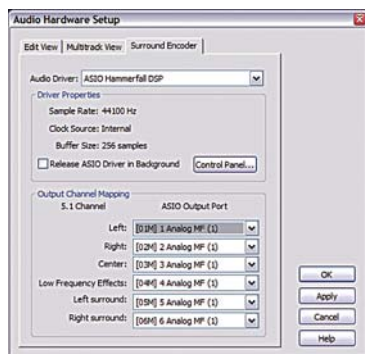 Audio Hardware Setup
Edit View Multitrack View Surround Encoder
Audio Driver: ASIO Hammerfall DSP
Driver Properties
Sample Rate: 44100 Hz
Clock Source: Internal
Buffer Size: 256 samples
Release ASIO Driver in Background Control Panel...
Output Channel Mapping
5.1 Channel ASIO Output Port
Left: [01M] 1 Analog MF (1)
Right: [02M] 2 Analog MF (1)
Center: [03M] 3 Analog MF (1)
Low Frequency Effects: [04M] 4 Analog MF (1)
Left surround: [05M] 5 Analog MF (1)
Right surround: [06M] 6 Analog MF (1)
OK
Apply
Cancel
Help